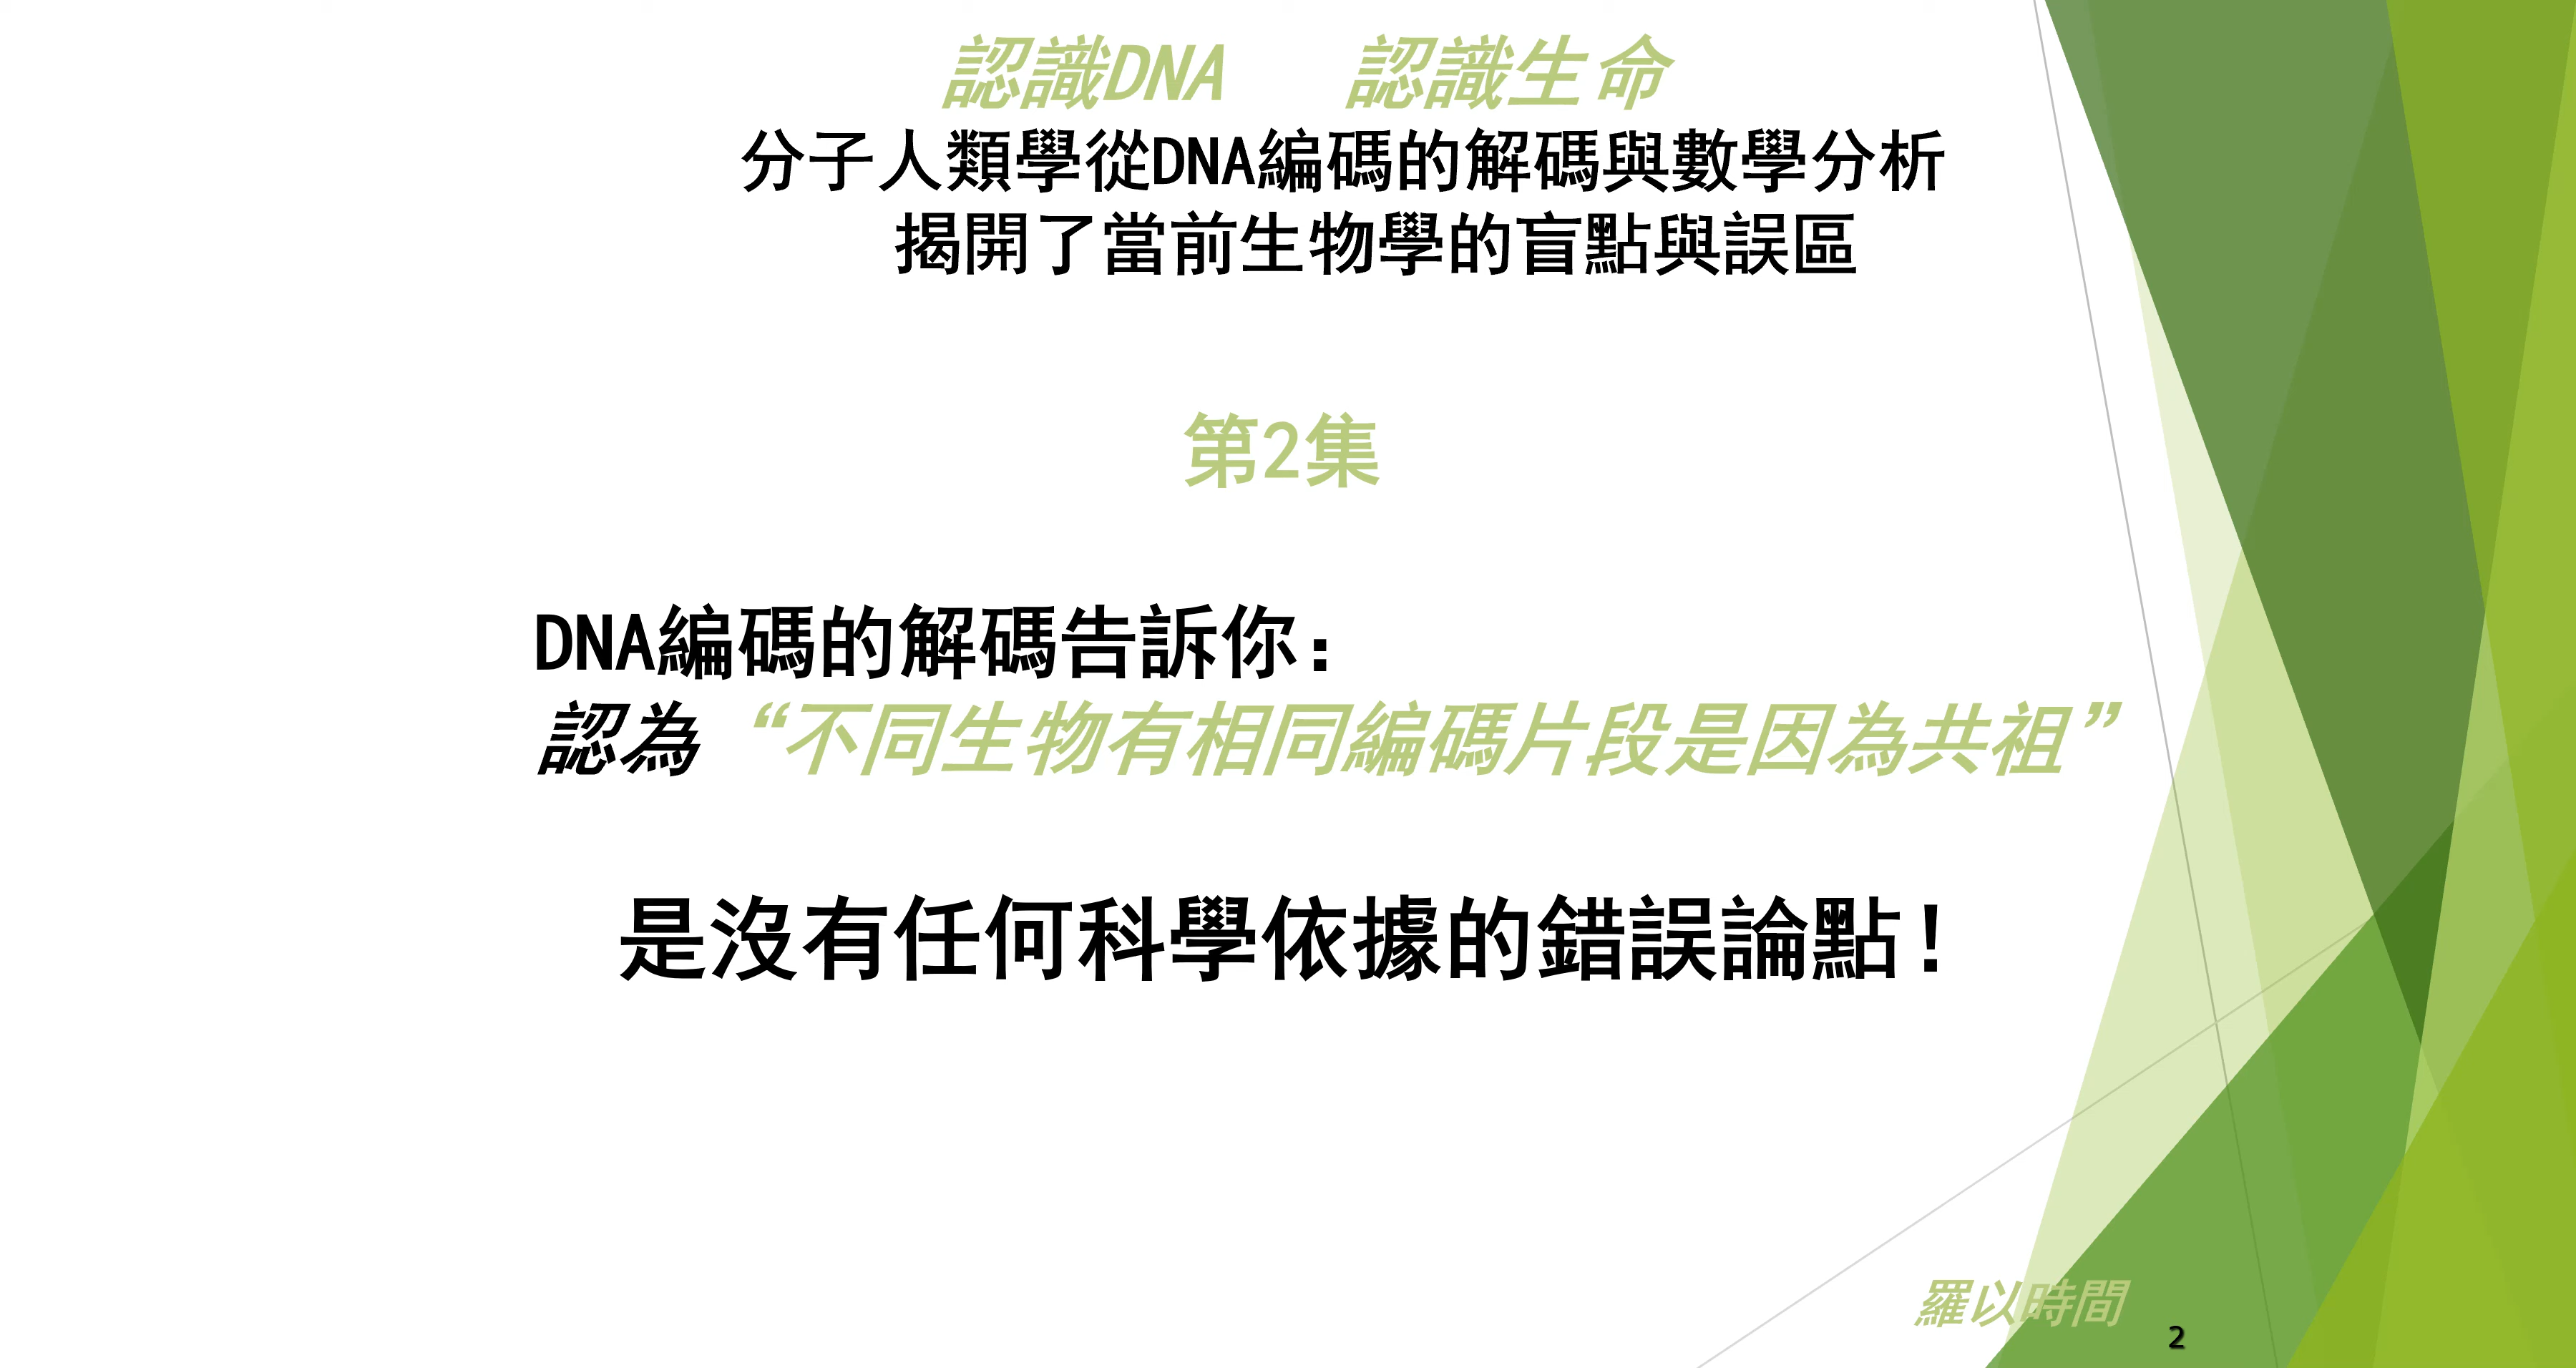 認識DNA 認識生命
分子人類學從DNA編碼的解碼與數學分析
揭開了當前生物學的盲點與誤區
第2集
DNA編碼的解碼告訴你:
認為“不同生物有相同編碼片段是因為共祖”
是沒有任何科學依據的錯誤論點!
羅以時間
2